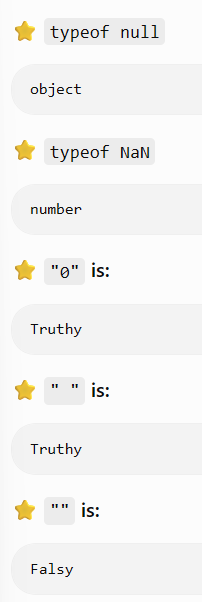 typeof null
object
typeof NaN
number
"0" is:
Truthy
" " is:
Truthy
"" is:
Falsy